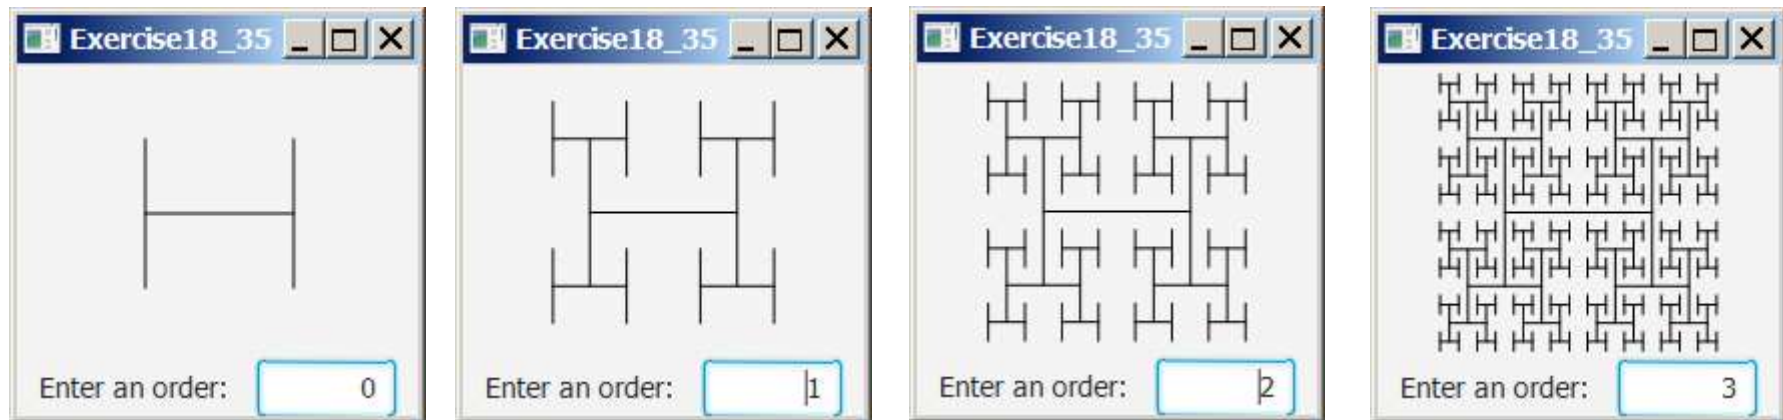 Exercise18_35
Exercise18_35
Exercise18_35
Exercise18_35
Enter an order: 0
Enter an order: 1
Enter an order: 2
Enter an order: 3